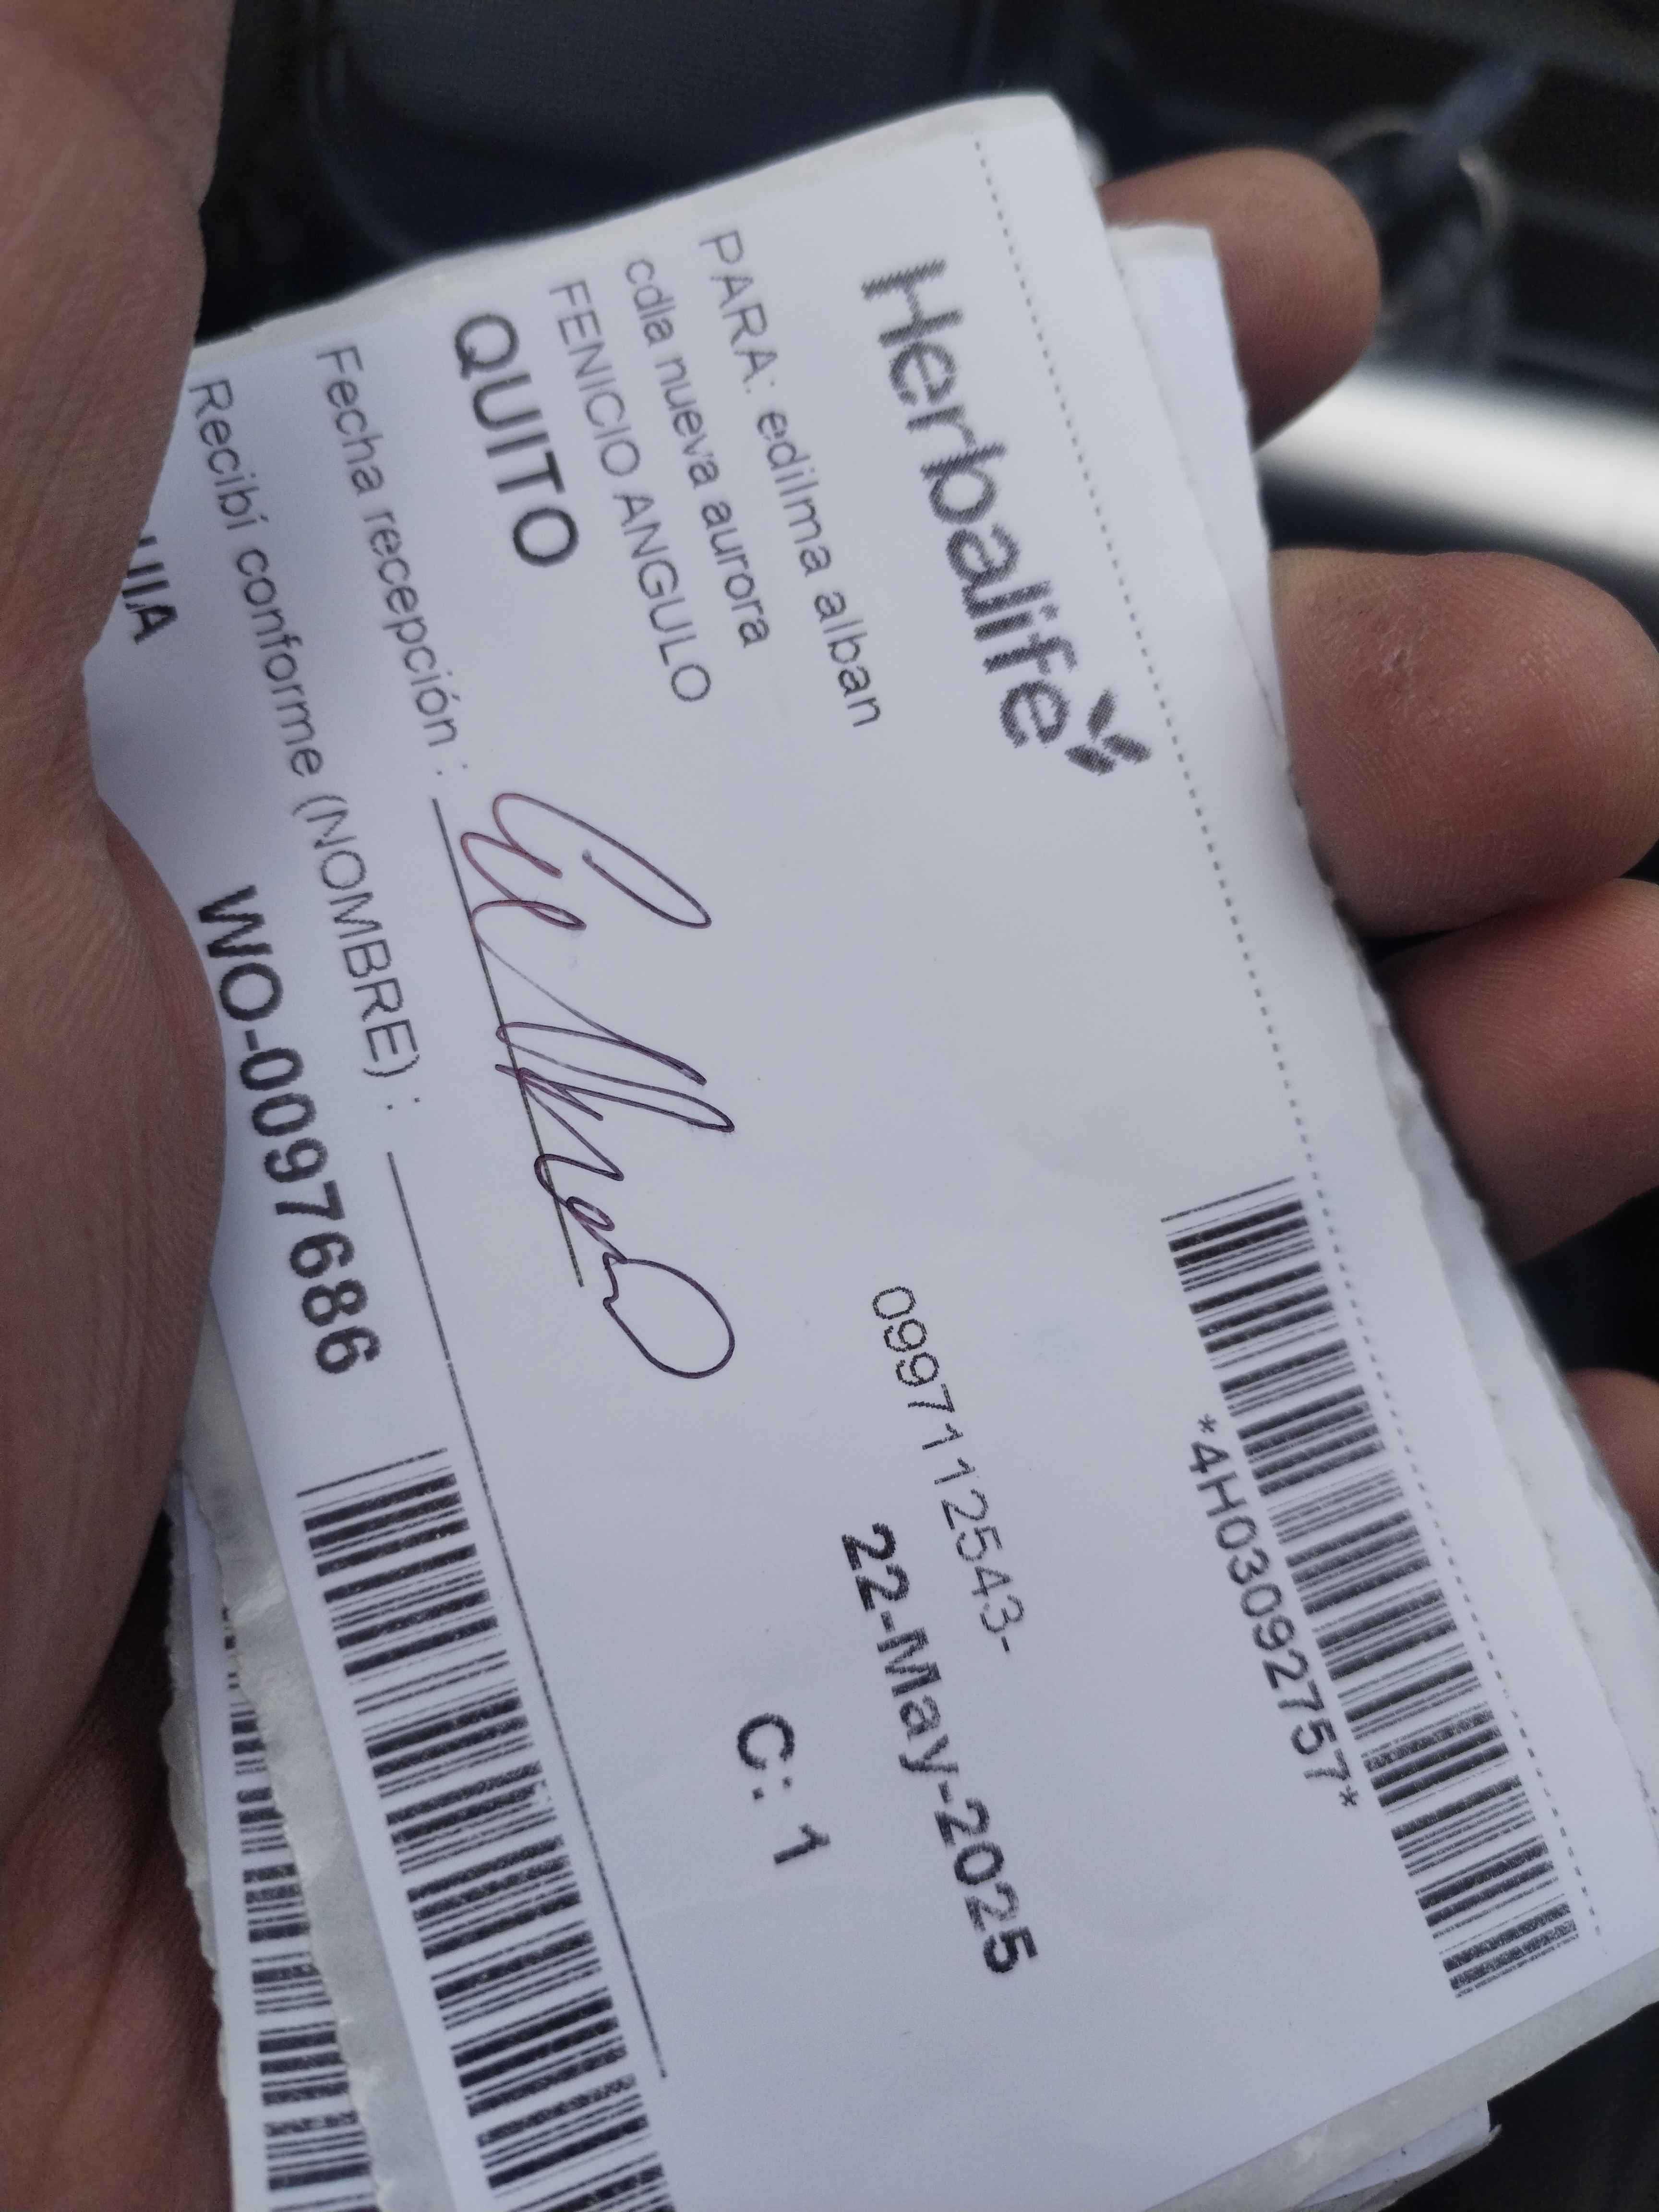 *4H03092757*
Herbalife
PARA: edilma alban
0997112543-
cdla nueva aurora
22-May-2025
FENICIO ANGULO
QUITO
C: 1
Fecha recepción :
Recibí conforme (NOMBRE) :
WO-0097686